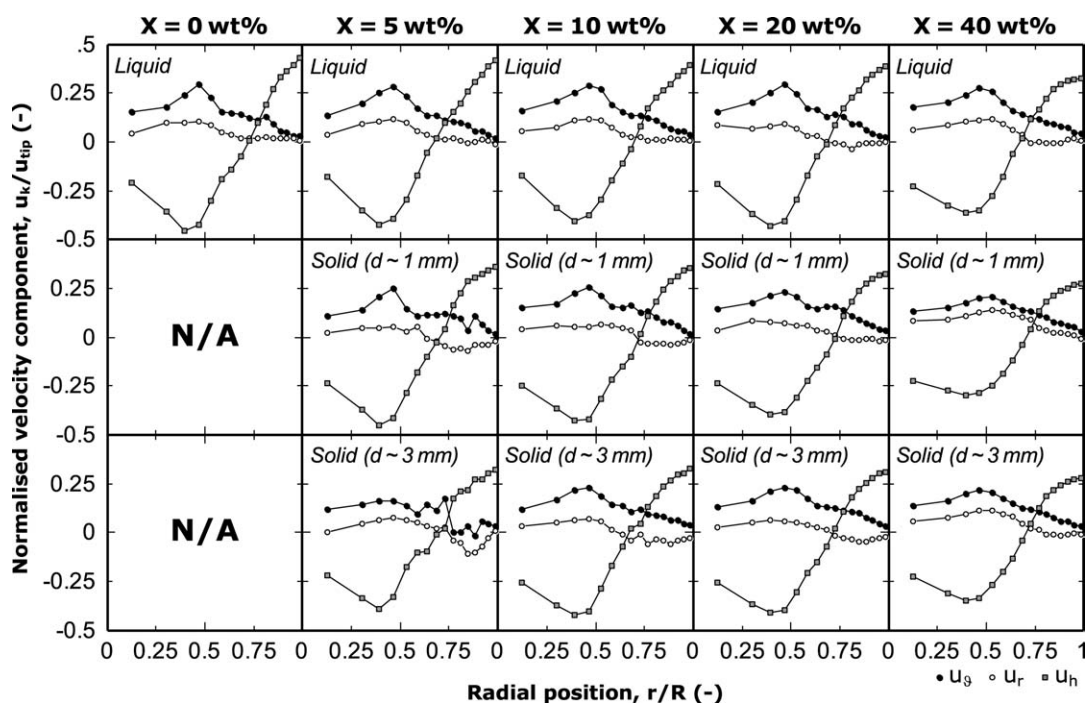 X = 0 wt% X = 5 wt% X = 10 wt% X = 20 wt% X = 40 wt%
Normalised velocity component, u_k/u_tip (-)
.5
Liquid Liquid Liquid Liquid Liquid
0.25
0
-0.25
-0.5
Solid (d ~ 1 mm) Solid (d ~ 1 mm) Solid (d ~ 1 mm) Solid (d ~ 1 mm)
0.25
N/A
0
-0.25
-0.5
Solid (d ~ 3 mm) Solid (d ~ 3 mm) Solid (d ~ 3 mm) Solid (d ~ 3 mm)
0.25
N/A
0
-0.25
-0.5
0 0.25 0.5 0.75 0 0.25 0.5 0.75 0 0.25 0.5 0.75 0 0.25 0.5 0.75 0 0.25 0.5 0.75 1
Radial position, r/R (-)
u_ϑ u_r u_h